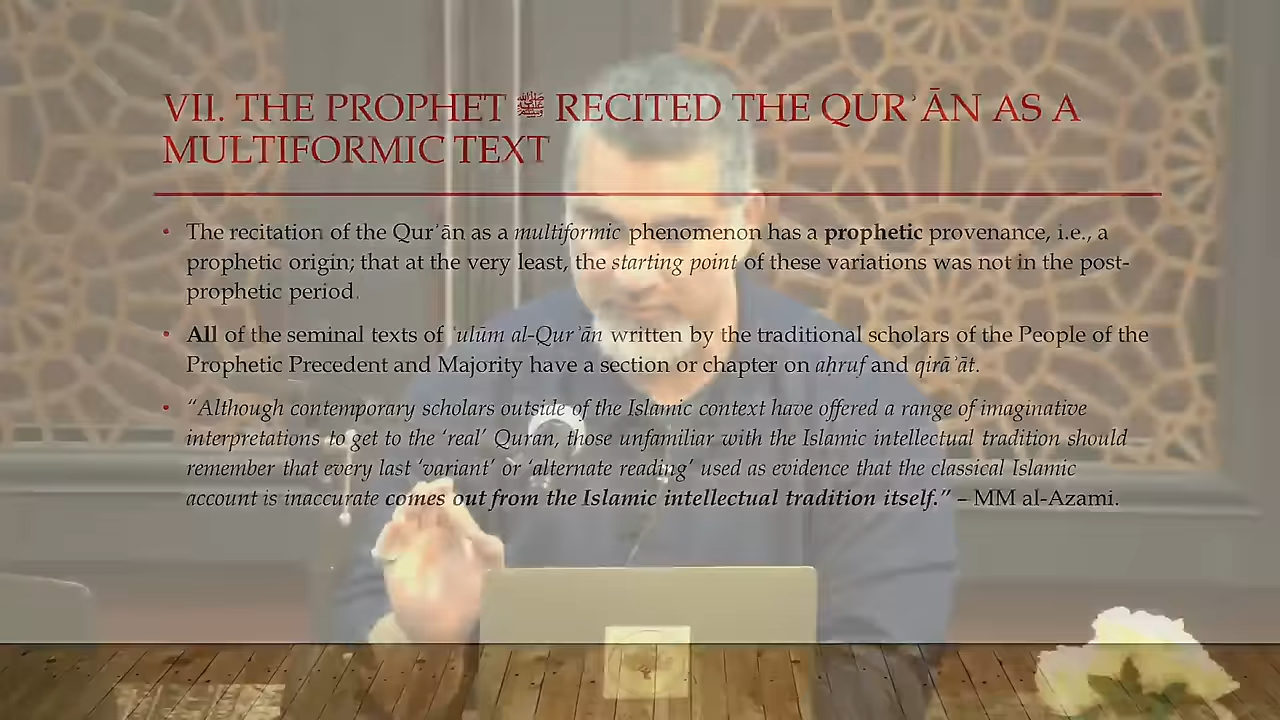 VII. THE PROPHET ﷺ RECITED THE QURʾĀN AS A
MULTIFORMIC TEXT
• The recitation of the Qurʾān as a multiformic phenomenon has a prophetic provenance, i.e., a
prophetic origin; that at the very least, the starting point of these variations was not in the post-
prophetic period.
• All of the seminal texts of ʿulūm al-Qurʾān written by the traditional scholars of the People of the
Prophetic Precedent and Majority have a section or chapter on aḥruf and qirāʾāt.
• “Although contemporary scholars outside of the Islamic context have offered a range of imaginative
interpretations to get to the ‘real’ Quran, those unfamiliar with the Islamic intellectual tradition should
remember that every last ‘variant’ or ‘alternate reading’ used as evidence that the classical Islamic
account is inaccurate comes out from the Islamic intellectual tradition itself.” – MM al-Azami.